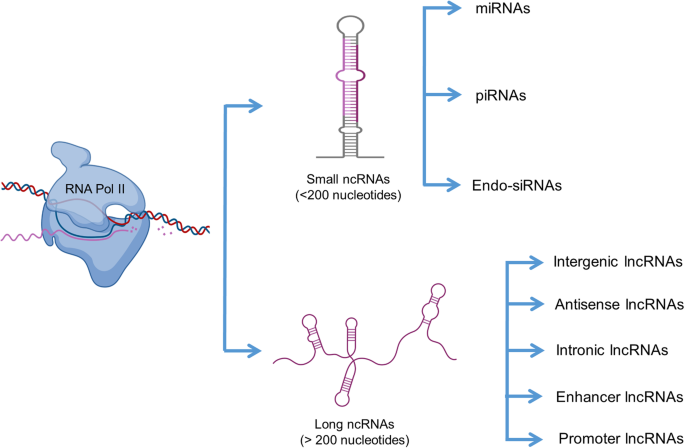 miRNAs
piRNAs
Endo-siRNAs
Small ncRNAs
(<200 nucleotides)
RNA Pol II
Intergenic lncRNAs
Antisense lncRNAs
Intronic lncRNAs
Enhancer lncRNAs
Promoter lncRNAs
Long ncRNAs
(> 200 nucleotides)